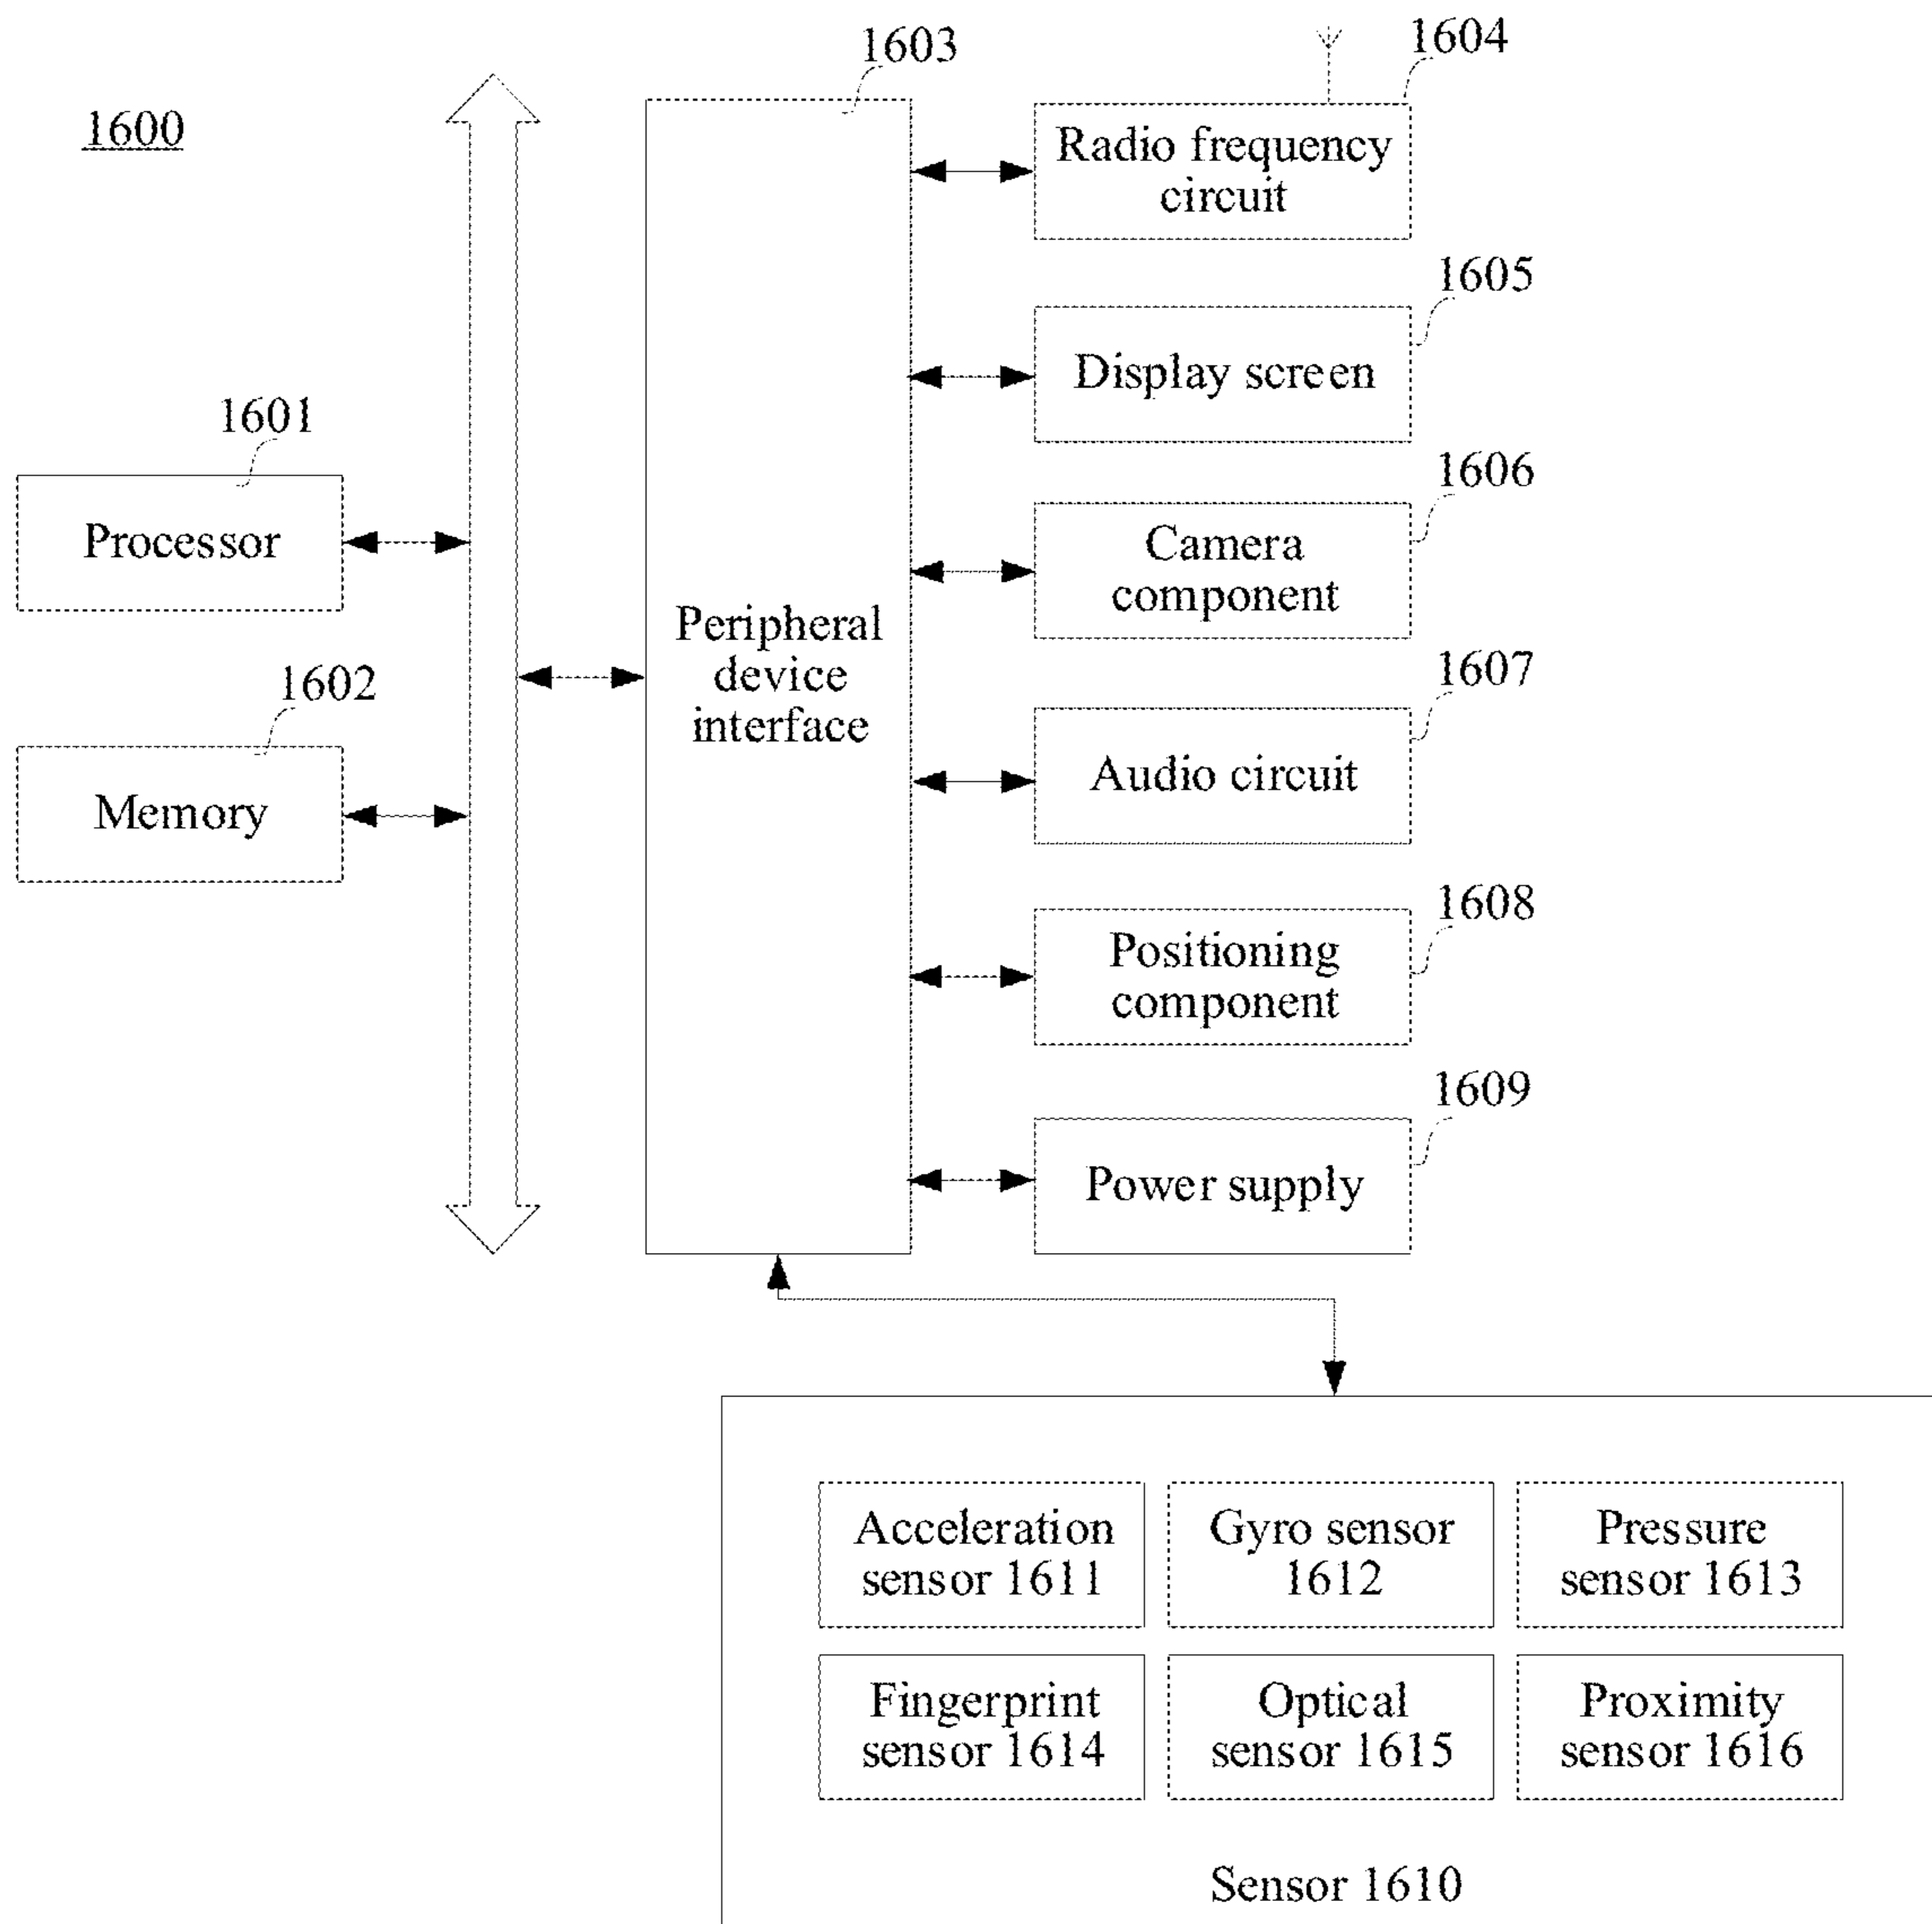 1600
1603
1604
Radio frequency
circuit
1605
Display screen
1601
Processor
1606
Camera
component
Peripheral
device
interface
1602
Memory
1607
Audio circuit
1608
Positioning
component
1609
Power supply
Acceleration
sensor 1611
Gyro sensor
1612
Pressure
sensor 1613
Fingerprint
sensor 1614
Optical
sensor 1615
Proximity
sensor 1616
Sensor 1610